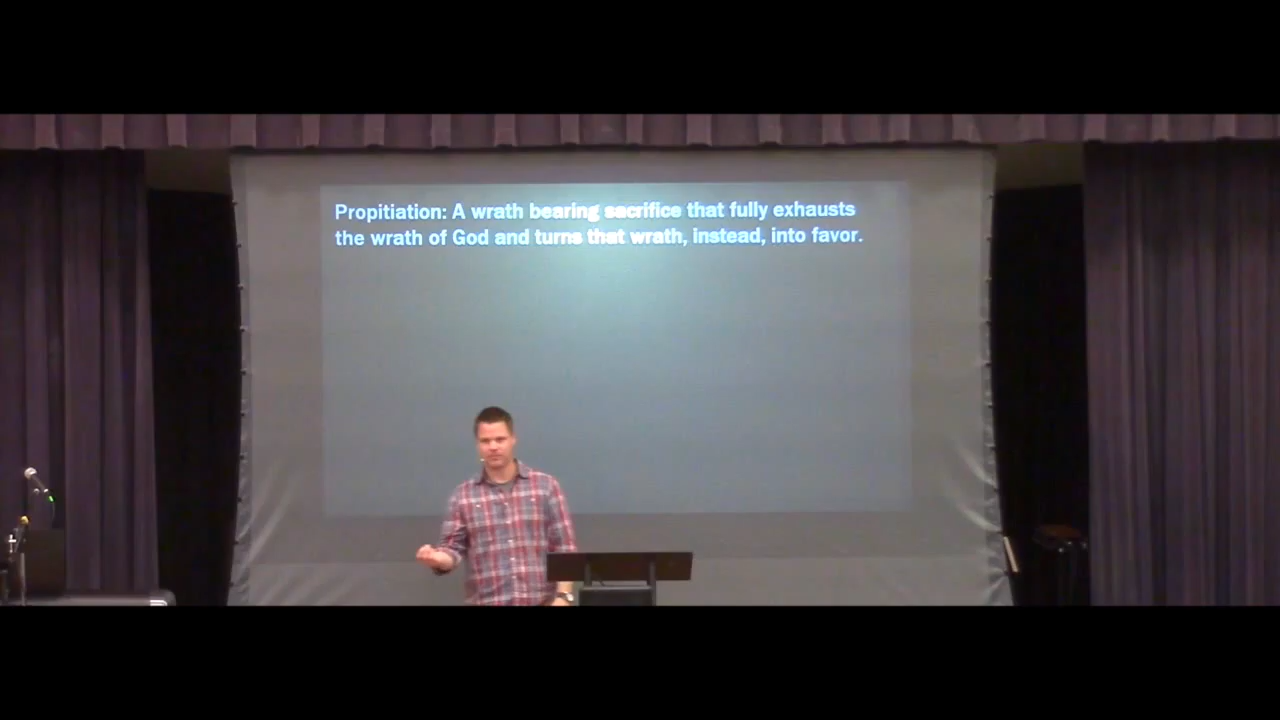 Propitiation: A wrath bearing sacrifice that fully exhausts
the wrath of God and turns that wrath, instead, into favor.